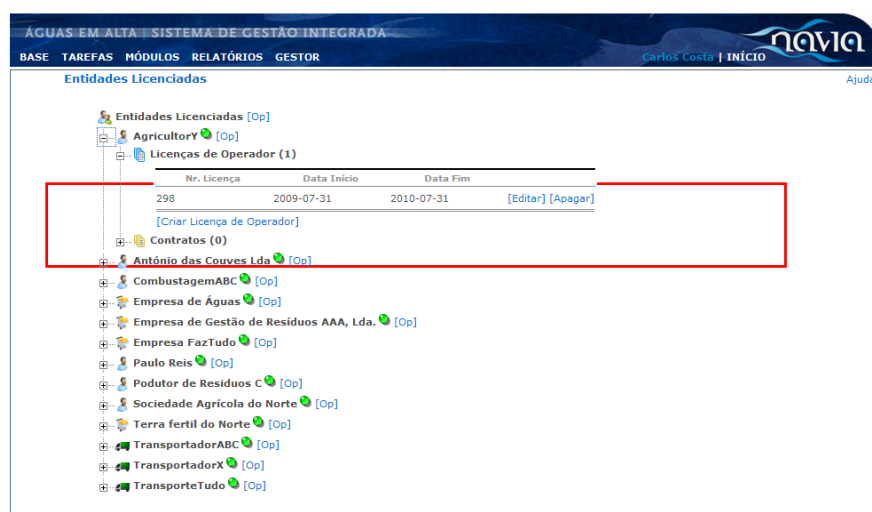 ÁGUAS EM ALTA | SISTEMA DE GESTÃO INTEGRADA
navia
BASE TAREFAS MÓDULOS RELATÓRIOS GESTOR Carlos Costa | INÍCIO
Entidades Licenciadas Ajuda
Entidades Licenciadas [Op]
AgricultorY [Op]
Licenças de Operador (1)
Nr. Licença Data Início Data Fim
298 2009-07-31 2010-07-31 [Editar] [Apagar]
[Criar Licença de Operador]
Contratos (0)
António das Couves Lda [Op]
CombustagemABC [Op]
Empresa de Águas [Op]
Empresa de Gestão de Resíduos AAA, Lda. [Op]
Empresa FazTudo [Op]
Paulo Reis [Op]
Podutor de Residuos C [Op]
Sociedade Agrícola do Norte [Op]
Terra fertil do Norte [Op]
TransportadorABC [Op]
TransportadorX [Op]
TransporteTudo [Op]